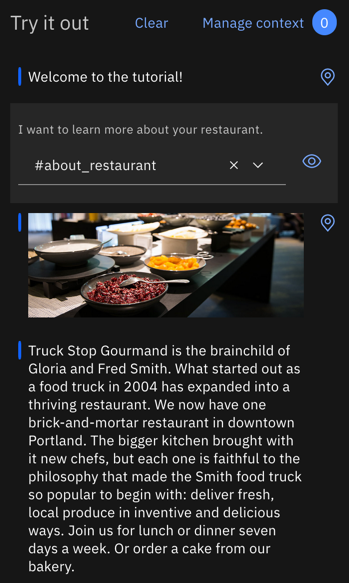 Try it out
Clear
Manage context
0
Welcome to the tutorial!
I want to learn more about your restaurant.
#about_restaurant
Truck Stop Gourmand is the brainchild of
Gloria and Fred Smith. What started out as
a food truck in 2004 has expanded into a
thriving restaurant. We now have one
brick-and-mortar restaurant in downtown
Portland. The bigger kitchen brought with
it new chefs, but each one is faithful to the
philosophy that made the Smith food truck
so popular to begin with: deliver fresh,
local produce in inventive and delicious
ways. Join us for lunch or dinner seven
days a week. Or order a cake from our
bakery.